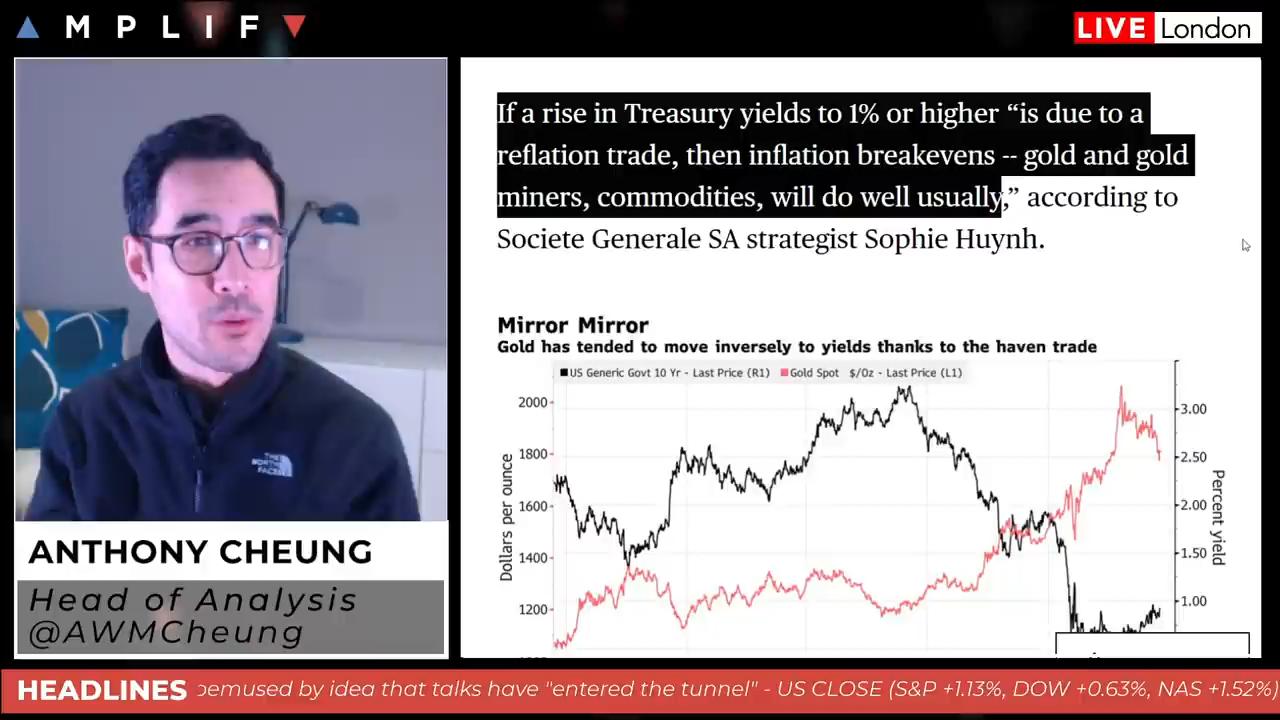 AMPLIFY
LIVE London
If a rise in Treasury yields to 1% or higher “is due to a
reflation trade, then inflation breakevens -- gold and gold
miners, commodities, will do well usually,” according to
Societe Generale SA strategist Sophie Huynh.
Mirror Mirror
Gold has tended to move inversely to yields thanks to the haven trade
US Generic Govt 10 Yr - Last Price (R1) Gold Spot $/Oz - Last Price (L1)
2000
1800
1600
1400
1200
Dollars per ounce
3.00
2.50
2.00
1.50
1.00
Percent yield
THE NORTH FACE
ANTHONY CHEUNG
Head of Analysis
@AWMCheung
HEADLINES bemused by idea that talks have "entered the tunnel" - US CLOSE (S&P +1.13%, DOW +0.63%, NAS +1.52%)